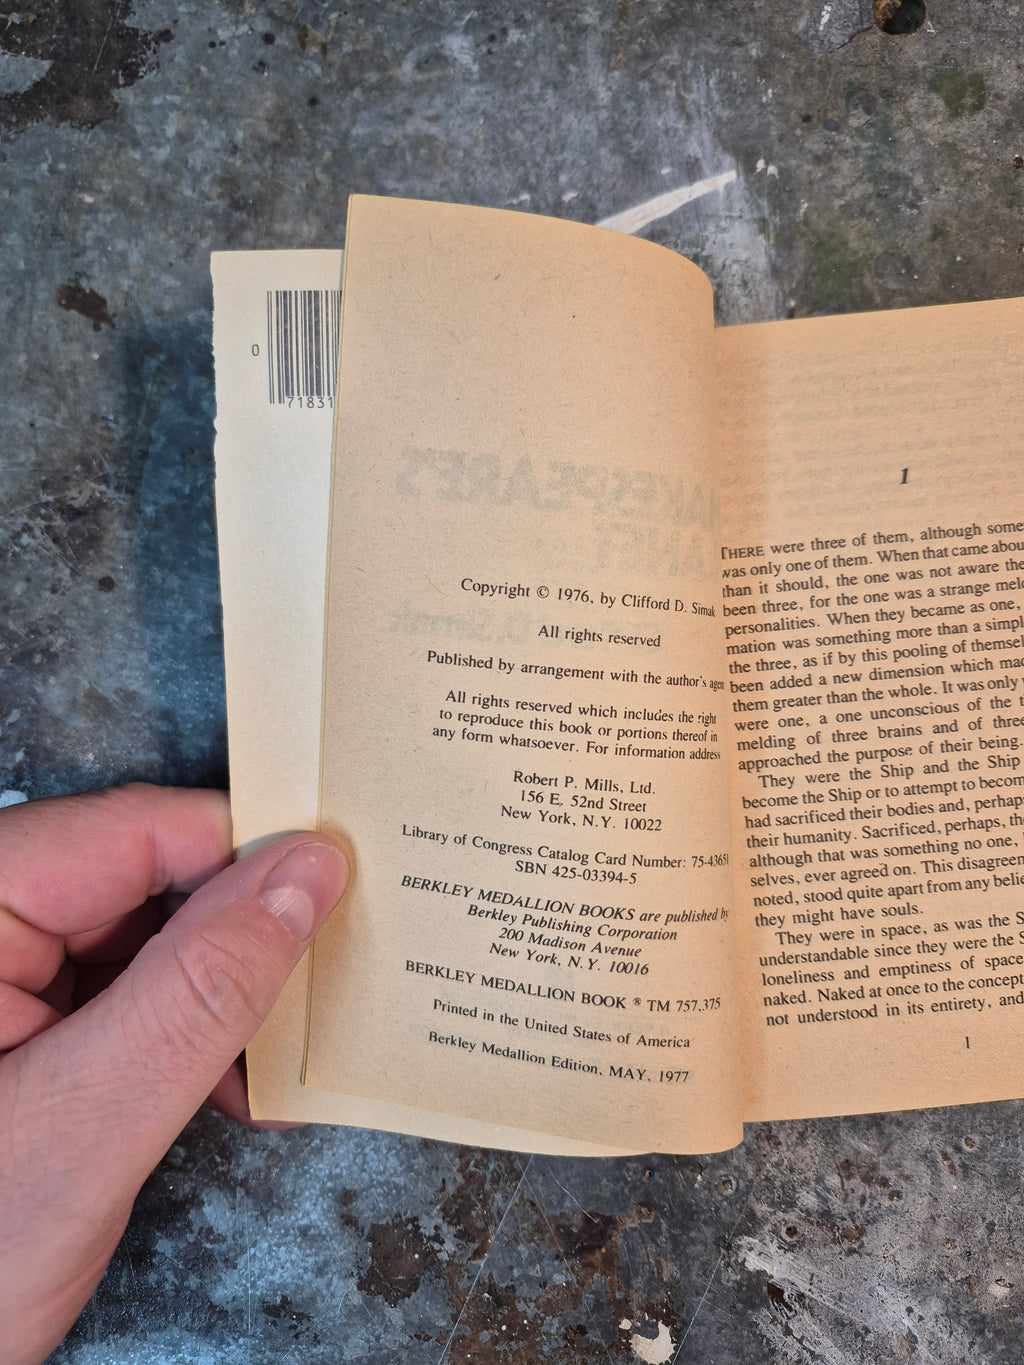 0
71831
Copyright © 1976, by Clifford D. Simak
All rights reserved
Published by arrangement with the author's agent
All rights reserved which includes the right
to reproduce this book or portions thereof in
any form whatsoever. For information address
Robert P. Mills, Ltd.
156 E. 52nd Street
New York, N.Y. 10022
Library of Congress Catalog Card Number: 75-43651
SBN 425-03394-5
BERKLEY MEDALLION BOOKS are published by
Berkley Publishing Corporation
200 Madison Avenue
New York, N.Y. 10016
BERKLEY MEDALLION BOOK ® TM 757,375
Printed in the United States of America
Berkley Medallion Edition, MAY, 1977
1
THERE were three of them, although some
was only one of them. When that came abou
than it should, the one was not aware the
been three, for the one was a strange meld
personalities. When they became as one,
mation was something more than a simpl
the three, as if by this pooling of themsel
been added a new dimension which mad
them greater than the whole. It was only
were one, a one unconscious of the t
melding of three brains and of three
approached the purpose of their being.
They were the Ship and the Ship
become the Ship or to attempt to becom
had sacrificed their bodies and, perhap
their humanity. Sacrificed, perhaps, th
although that was something no one,
selves, ever agreed on. This disagreen
noted, stood quite apart from any belie
they might have souls.
They were in space, as was the S
understandable since they were the S
loneliness and emptiness of space
naked. Naked at once to the concept
not understood in its entirety, and
1